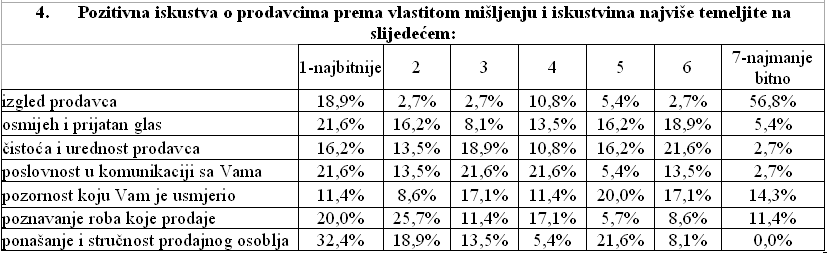 4. Pozitivna iskustva o prodavcima prema vlastitom mišljenju i iskustvima najviše temeljite na
slijedećem:
1-najbitnije 2 3 4 5 6 7-najmanje bitno
izgled prodavca 18,9% 2,7% 2,7% 10,8% 5,4% 2,7% 56,8%
osmijeh i prijatan glas 21,6% 16,2% 8,1% 13,5% 16,2% 18,9% 5,4%
čistoća i urednost prodavca 16,2% 13,5% 18,9% 10,8% 16,2% 21,6% 2,7%
poslovnost u komunikaciji sa Vama 21,6% 13,5% 21,6% 21,6% 5,4% 13,5% 2,7%
pozornost koju Vam je usmjerio 11,4% 8,6% 17,1% 11,4% 20,0% 17,1% 14,3%
poznavanje roba koje prodaje 20,0% 25,7% 11,4% 17,1% 5,7% 8,6% 11,4%
ponašanje i stručnost prodajnog osoblja 32,4% 18,9% 13,5% 5,4% 21,6% 8,1% 0,0%